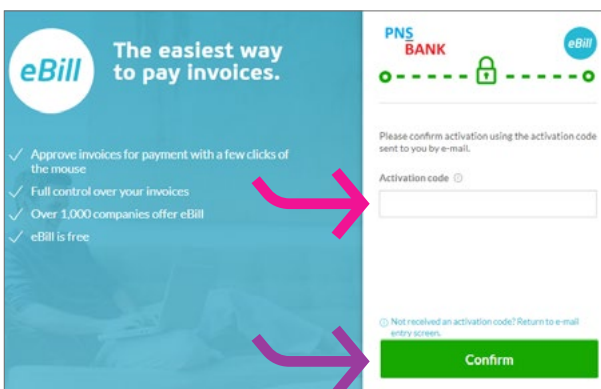 eBill
The easiest way
to pay invoices.
Approve invoices for payment with a few clicks of
the mouse
Full control over your invoices
Over 1,000 companies offer eBill
eBill is free
PNS
BANK
eBill
Please confirm activation using the activation code
sent to you by e-mail.
Activation code
Not received an activation code? Return to e-mail
entry screen.
Confirm